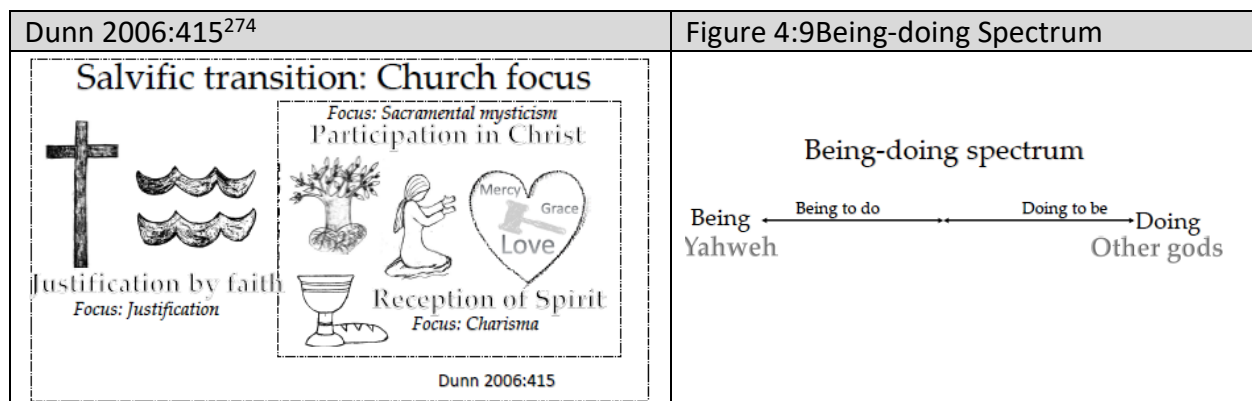 Dunn 2006:415274
Salvific transition: Church focus
Focus: Sacramental mysticism
Participation in Christ
Mercy
Grace
Love
Justification by faith
Focus: Justification
Reception of Spirit
Focus: Charisma
Dunn 2006:415
Figure 4:9Being-doing Spectrum
Being-doing spectrum
Being to do
Doing to be
Being
Doing
Yahweh
Other gods